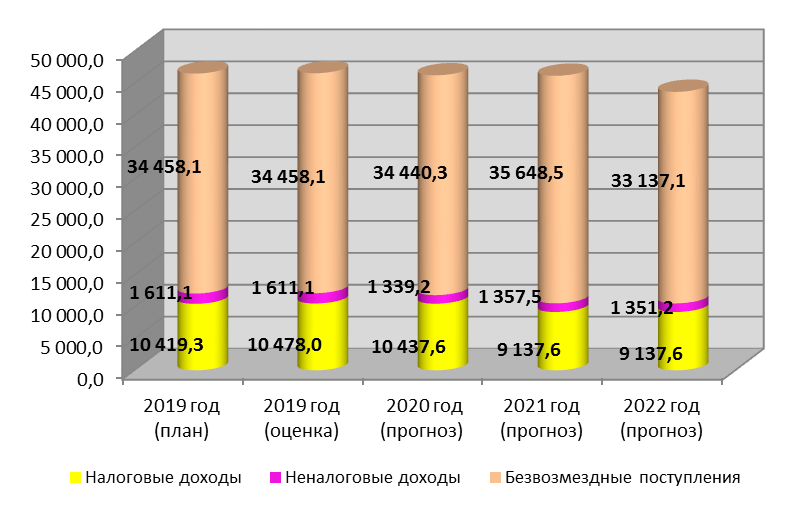 50 000,0
45 000,0
40 000,0
35 000,0
30 000,0
25 000,0
20 000,0
15 000,0
10 000,0
5 000,0
0,0
34 458,1 34 458,1 34 440,3 35 648,5 33 137,1
1 611,1 1 611,1 1 339,2 1 357,5 1 351,2
10 419,3 10 478,0 10 437,6 9 137,6 9 137,6
2019 год 2019 год 2020 год 2021 год 2022 год
(план) (оценка) (прогноз) (прогноз) (прогноз)
Налоговые доходы Неналоговые доходы Безвозмездные поступления